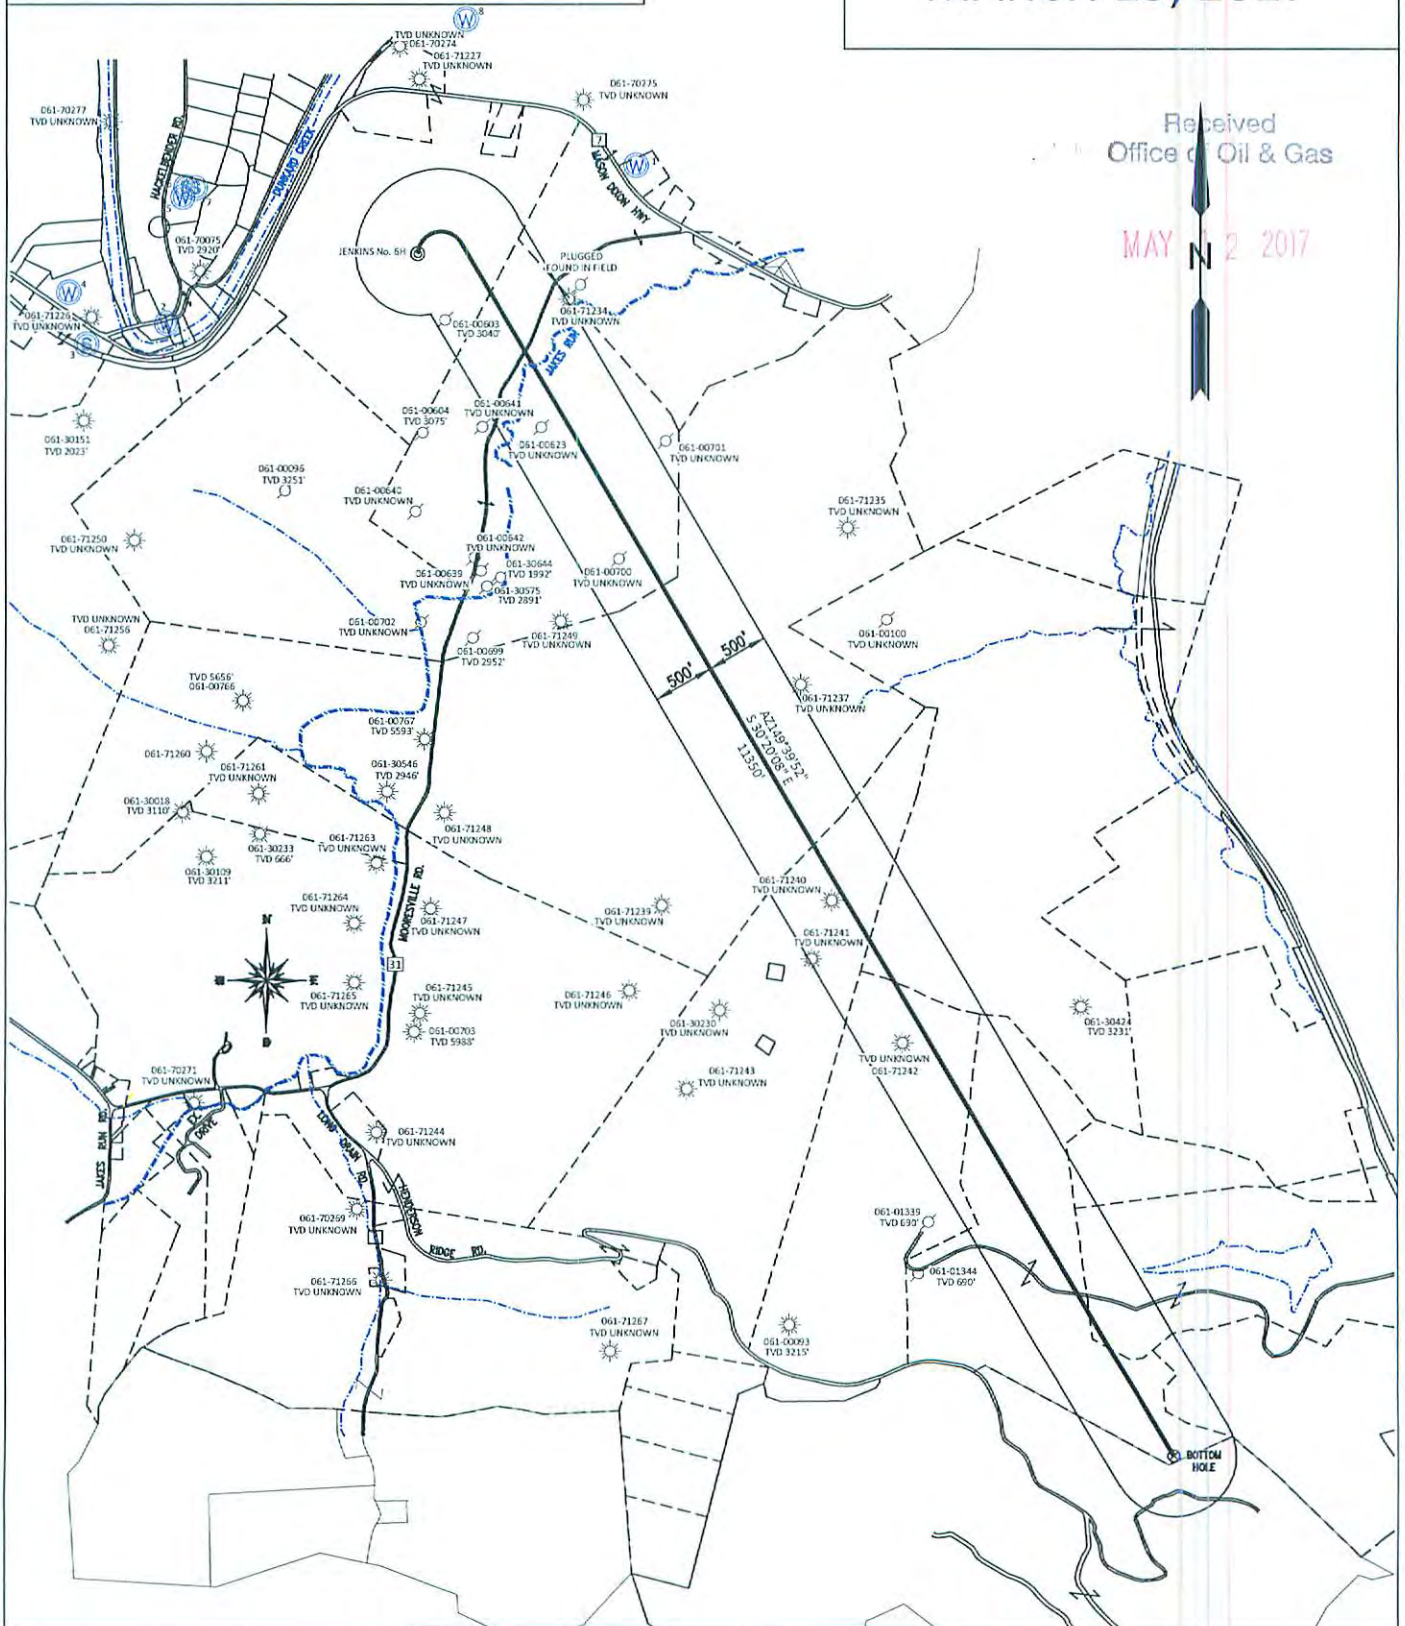 8
TVD UNKNOWN
061-70274
061-71227
TVD UNKNOWN
061-70275
TVD UNKNOWN
061-70277
TVD UNKNOWN
HACKELBENDER RD.
DUNKARD CREEK
7
MASON DIXON HWY
W
W
Received
Office of Oil & Gas
MAY 12 2017
N
5
061-70075
TVD 2920'
JENKINS No. 6H
PLUGGED
FOUND IN FIELD
W 4
2
061-71226
TVD UNKNOWN
3
061-00603
TVD 3040'
061-71234
TVD UNKNOWN
JAKES RUN
061-30151
TVD 2023'
061-00604
TVD 3075'
061-00641
TVD UNKNOWN
061-00623
TVD UNKNOWN
061-00701
TVD UNKNOWN
061-00096
TVD 3251'
061-00640
TVD UNKNOWN
061-71235
TVD UNKNOWN
061-71250
TVD UNKNOWN
061-00642
TVD UNKNOWN
061-00639
TVD UNKNOWN
061-30644
TVD 1992'
061-30575
TVD 2891'
061-00700
TVD UNKNOWN
TVD UNKNOWN
061-71256
061-00702
TVD UNKNOWN
061-00699
TVD 2952'
061-71249
TVD UNKNOWN
061-00100
TVD UNKNOWN
500'
500'
TVD 5656'
061-00766
061-71237
TVD UNKNOWN
AZ149°39'52"
S 30°20'08" E
11350'
061-00767
TVD 5593'
061-71260
061-71261
TVD UNKNOWN
061-30546
TVD 2946'
061-30018
TVD 3110'
061-30233
TVD 666'
061-71263
TVD UNKNOWN
061-71248
TVD UNKNOWN
061-30109
TVD 3211'
061-71264
TVD UNKNOWN
MOORESVILLE RD.
061-71247
TVD UNKNOWN
061-71239
TVD UNKNOWN
061-71240
TVD UNKNOWN
061-71241
TVD UNKNOWN
31
061-71265
TVD UNKNOWN
061-71245
TVD UNKNOWN
061-00703
TVD 5988'
061-71246
TVD UNKNOWN
061-30230
TVD UNKNOWN
061-30424
TVD 3231'
TVD UNKNOWN
061-71242
061-70271
TVD UNKNOWN
061-71243
TVD UNKNOWN
JAKES RUN RD.
DRIVE
LONG DRAIN RD.
061-71244
TVD UNKNOWN
HENDERSON
RIDGE RD.
061-70269
TVD UNKNOWN
061-01339
TVD 690'
061-01344
TVD 690'
061-71266
TVD UNKNOWN
061-71267
TVD UNKNOWN
061-00093
TVD 3215'
BOTTOM
HOLE